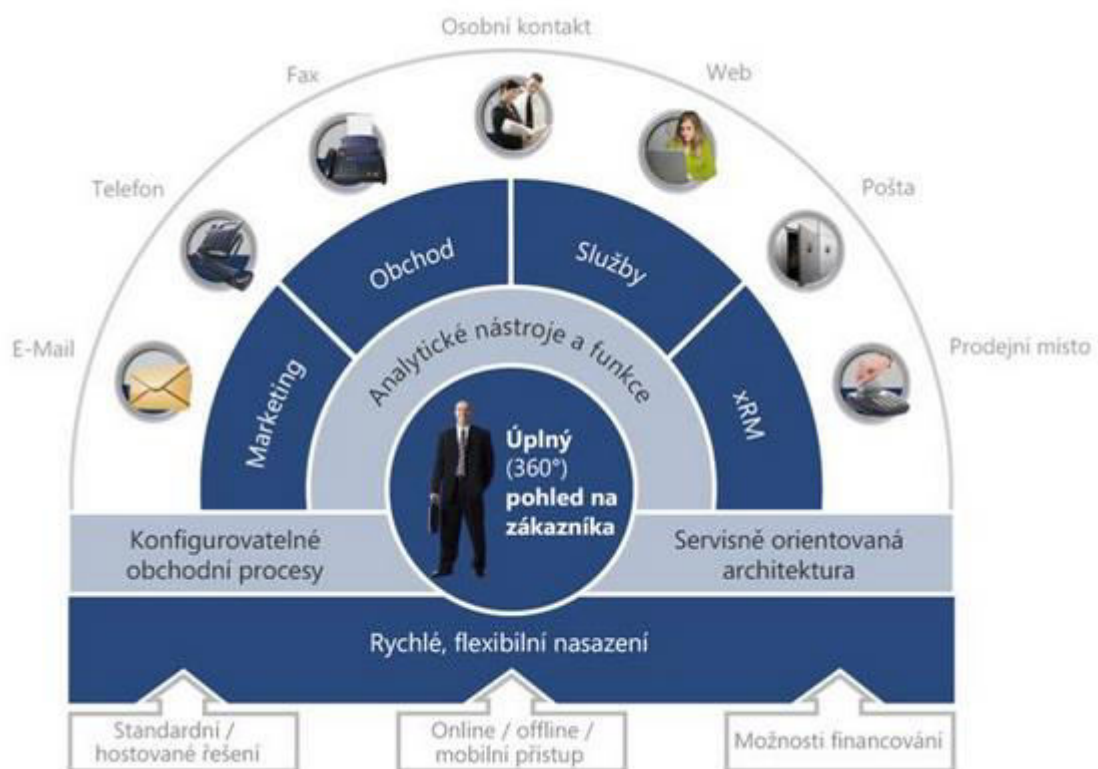 Osobní kontakt
Fax
Web
Telefon
Pošta
E-Mail
Prodejní místo
Marketing
Obchod
Služby
xRM
Analytické nástroje a funkce
Úplný
(360°)
pohled na
zákazníka
Konfigurovatelné
obchodní procesy
Servisně orientovaná
architektura
Rychlé, flexibilní nasazení
Standardní /
hostované řešení
Online / offline /
mobilní přístup
Možnosti financování